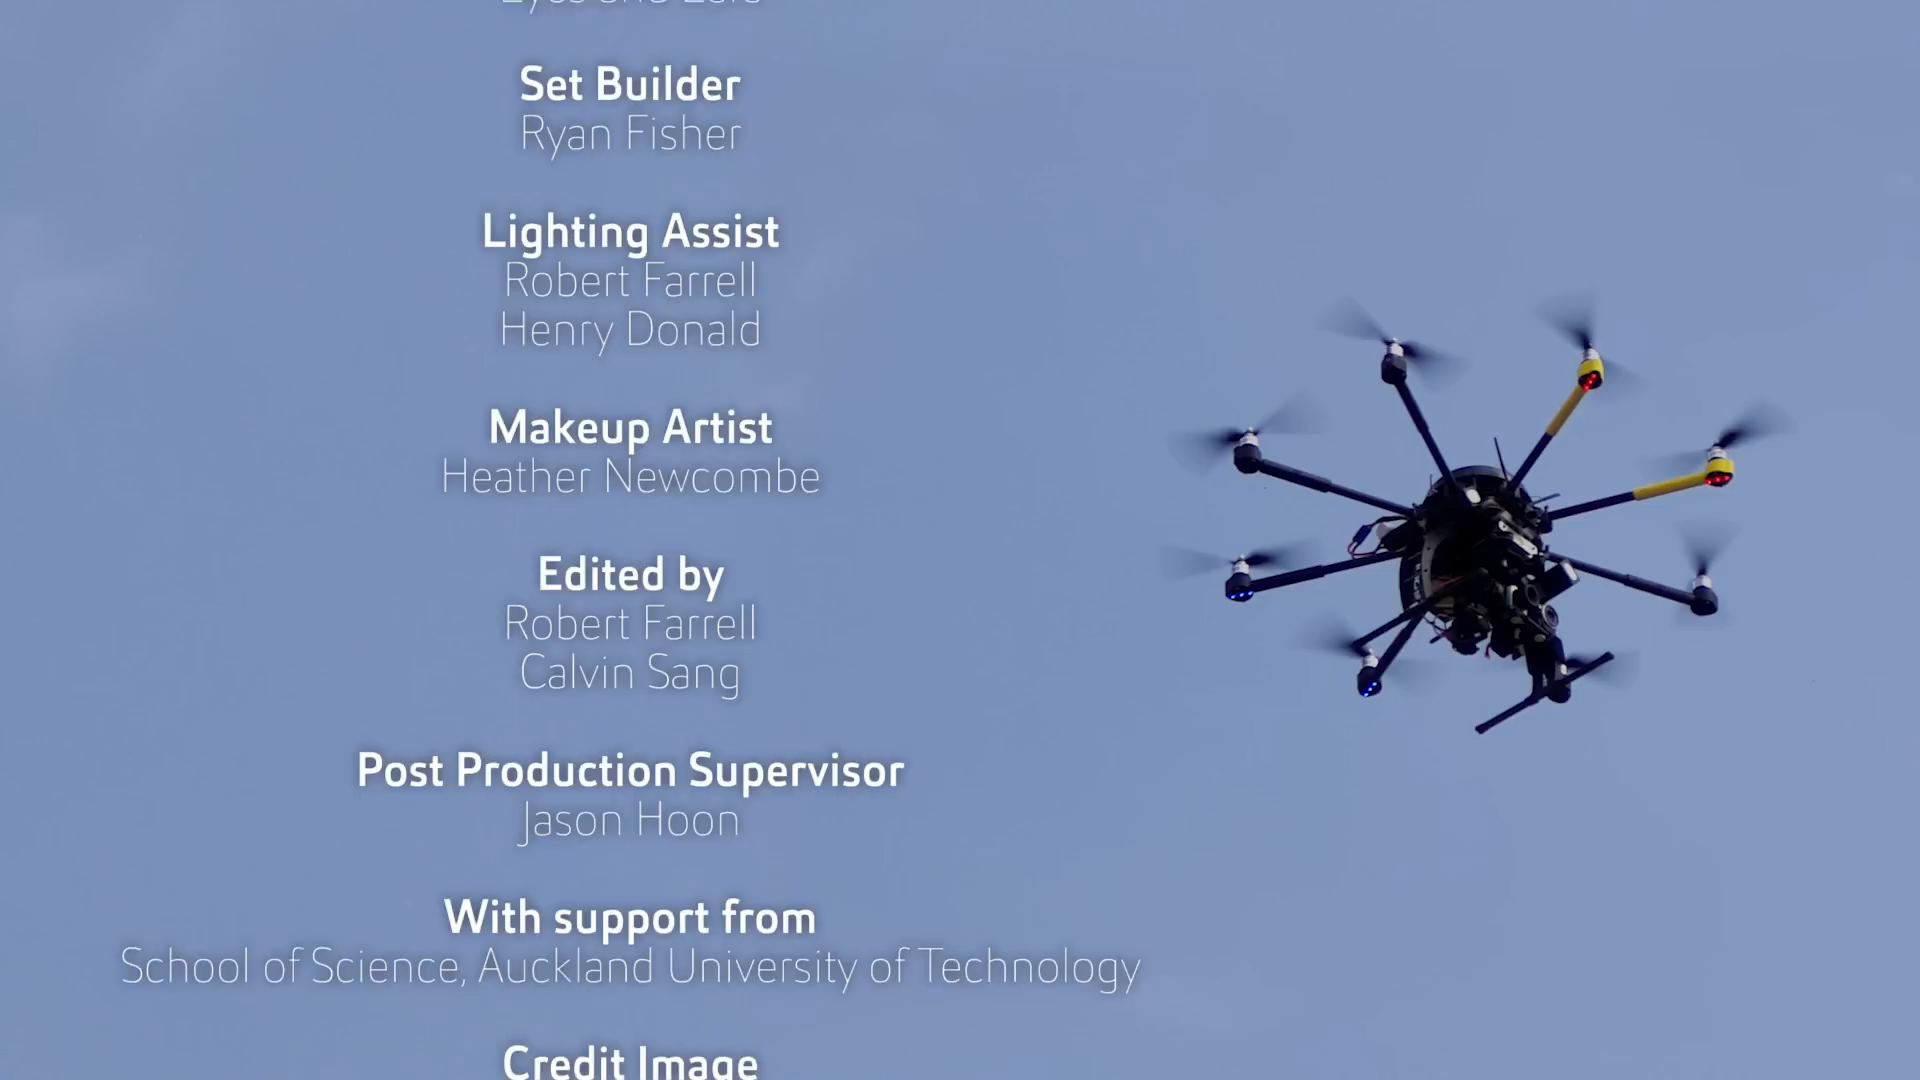 Set Builder
Ryan Fisher
Lighting Assist
Robert Farrell
Henry Donald
Makeup Artist
Heather Newcombe
Edited by
Robert Farrell
Calvin Sang
Post Production Supervisor
Jason Hoon
With support from
School of Science, Auckland University of Technology
Credit Image